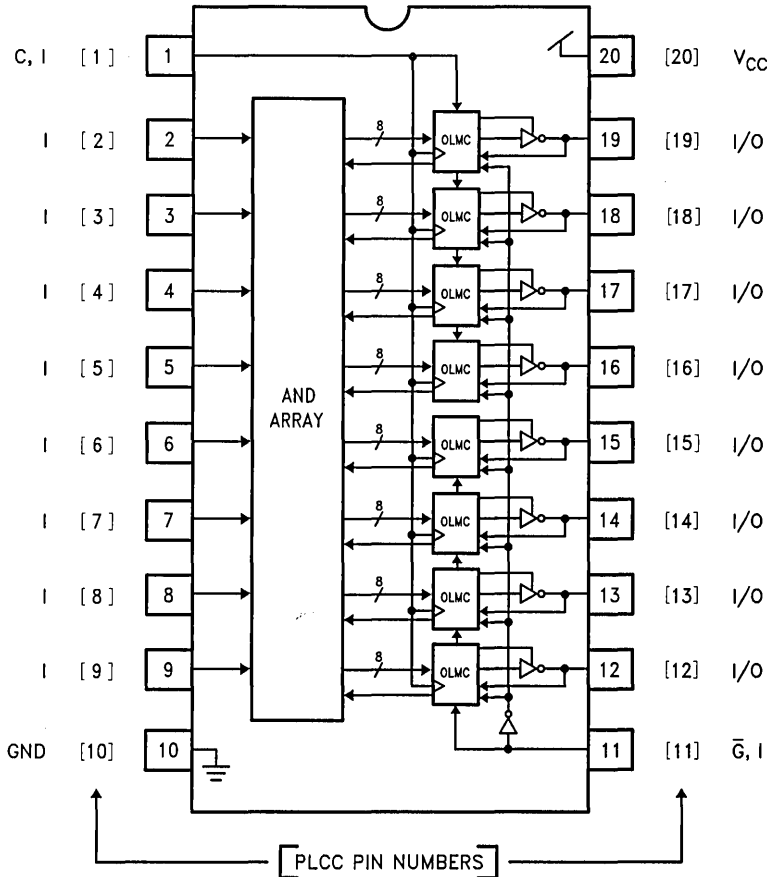 C, I [1] 1 20 [20] VCC
I [2] 2 8 OLMC 19 [19] I/O
I [3] 3 8 OLMC 18 [18] I/O
I [4] 4 8 OLMC 17 [17] I/O
I [5] 5 8 OLMC 16 [16] I/O
AND
ARRAY
I [6] 6 8 OLMC 15 [15] I/O
I [7] 7 8 OLMC 14 [14] I/O
I [8] 8 8 OLMC 13 [13] I/O
I [9] 9 8 OLMC 12 [12] I/O
GND [10] 10 11 [11] G̅, I
[PLCC PIN NUMBERS]